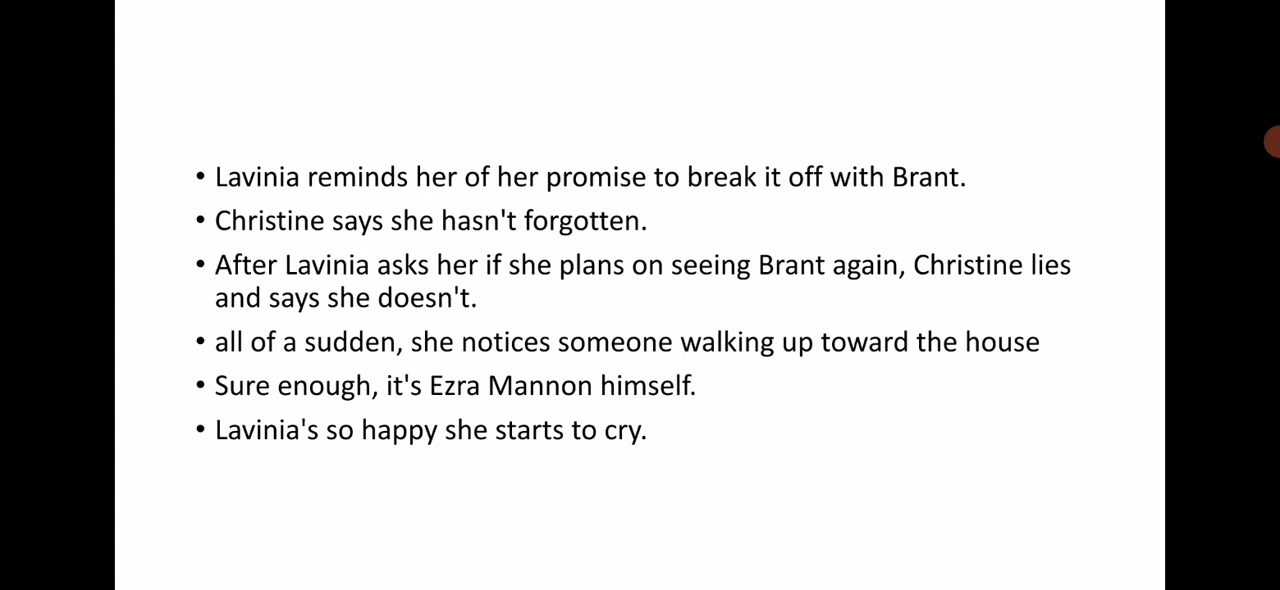 • Lavinia reminds her of her promise to break it off with Brant.
• Christine says she hasn't forgotten.
• After Lavinia asks her if she plans on seeing Brant again, Christine lies
and says she doesn't.
• all of a sudden, she notices someone walking up toward the house
• Sure enough, it's Ezra Mannon himself.
• Lavinia's so happy she starts to cry.